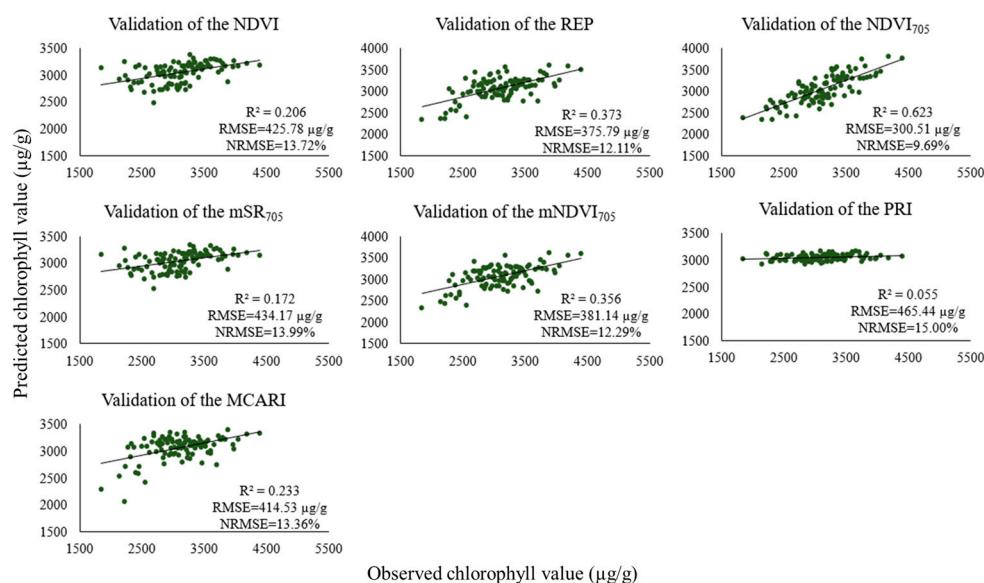 Validation of the NDVI
3500
3000
2500
2000
1500
1500 2500 3500 4500 5500
R² = 0.206
RMSE=425.78 µg/g
NRMSE=13.72%
Validation of the REP
4000
3500
3000
2500
2000
1500
1500 2500 3500 4500 5500
R² = 0.373
RMSE=375.79 µg/g
NRMSE=12.11%
Validation of the NDVI₇₀₅
4000
3500
3000
2500
2000
1500
1500 2500 3500 4500 5500
R² = 0.623
RMSE=300.51 µg/g
NRMSE=9.69%
Predicted chlorophyll value (µg/g)
Validation of the mSR₇₀₅
3500
3000
2500
2000
1500
1500 2500 3500 4500 5500
R² = 0.172
RMSE=434.17 µg/g
NRMSE=13.99%
Validation of the mNDVI₇₀₅
4000
3500
3000
2500
2000
1500
1500 2500 3500 4500 5500
R² = 0.356
RMSE=381.14 µg/g
NRMSE=12.29%
Validation of the PRI
3500
3000
2500
2000
1500
1500 2500 3500 4500 5500
R² = 0.055
RMSE=465.44 µg/g
NRMSE=15.00%
Validation of the MCARI
3500
3000
2500
2000
1500
1500 2500 3500 4500 5500
R² = 0.233
RMSE=414.53 µg/g
NRMSE=13.36%
Observed chlorophyll value (µg/g)